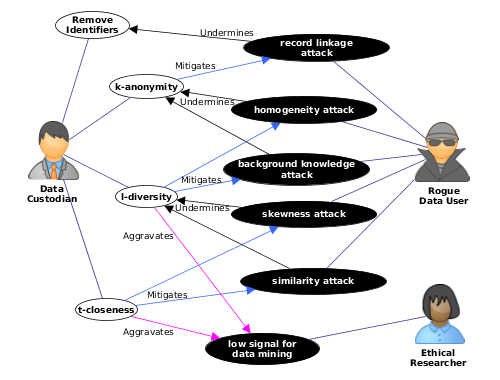 Remove
Identifiers
Undermines
record linkage
attack
Mitigates
k-anonymity
Undermines
homogeneity attack
background knowledge
attack
Mitigates
Data
Custodian
l-diversity
Undermines
skewness attack
Rogue
Data User
Aggravates
similarity attack
Mitigates
t-closeness
Aggravates
low signal for
data mining
Ethical
Researcher